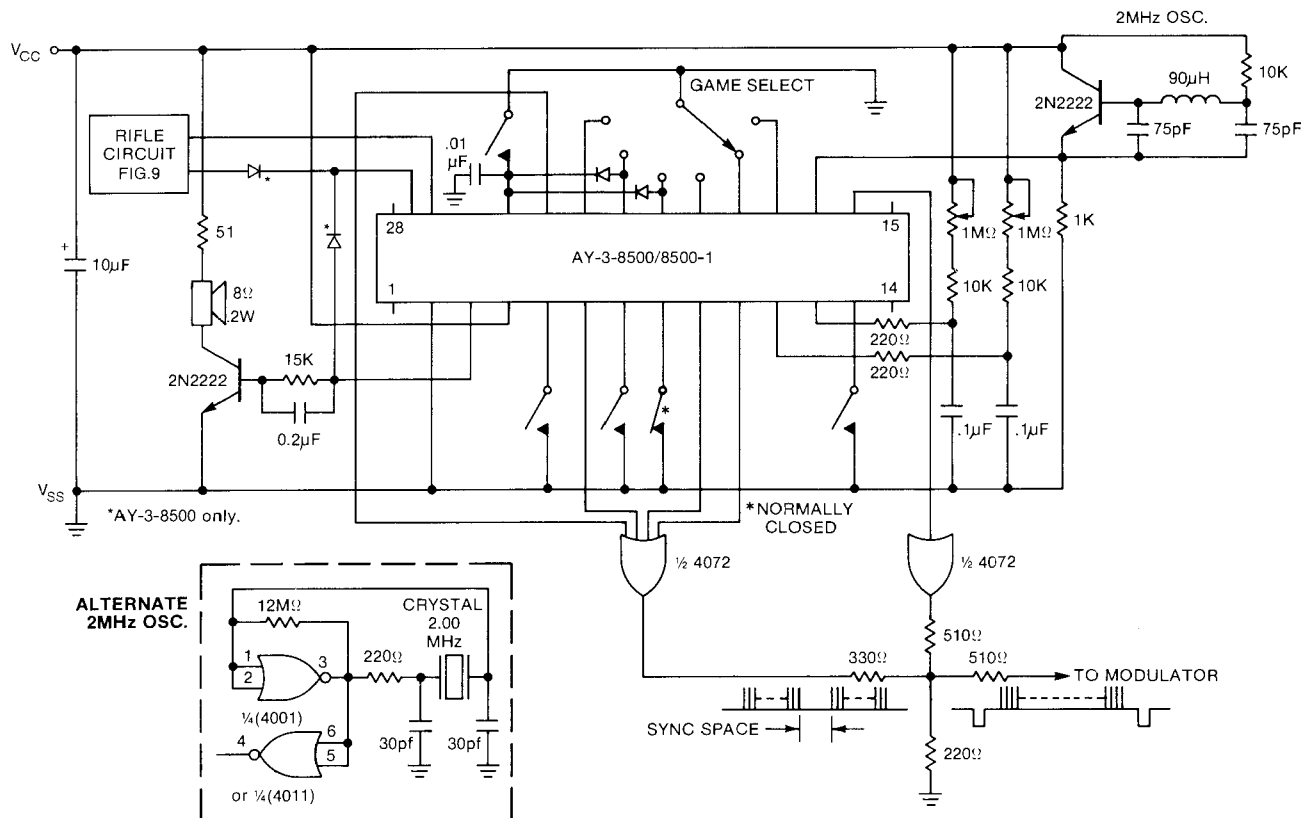 2MHz OSC.
VCC
GAME SELECT
10K
90μH
2N2222
75pF
75pF
RIFLE
CIRCUIT
FIG.9
.01
μF
*
28
15
51
*
1MΩ
1MΩ
1K
AY-3-8500/8500-1
+
10μF
8Ω
.2W
1
14
10K
10K
220Ω
220Ω
15K
2N2222
0.2μF
*
.1μF
.1μF
VSS
*AY-3-8500 only.
*NORMALLY
CLOSED
½ 4072
½ 4072
ALTERNATE
2MHz OSC.
12MΩ
CRYSTAL
2.00
MHz
1
2
3
220Ω
510Ω
330Ω
510Ω
TO MODULATOR
¼(4001)
SYNC SPACE
30pf
30pf
4
6
5
220Ω
or ¼(4011)